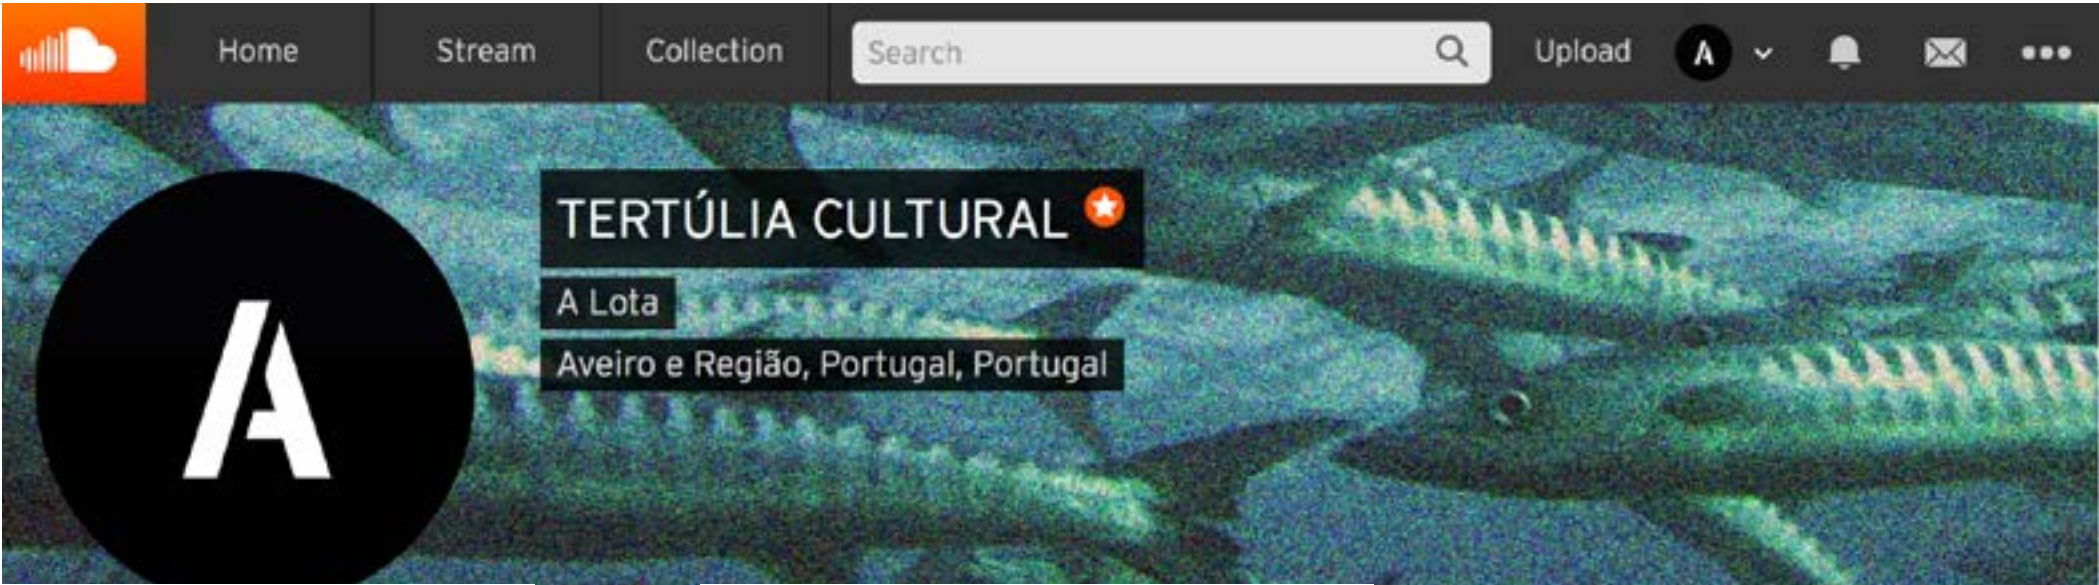 Home Stream Collection Search Upload A
TERTÚLIA CULTURAL
A Lota
Aveiro e Região, Portugal, Portugal
A